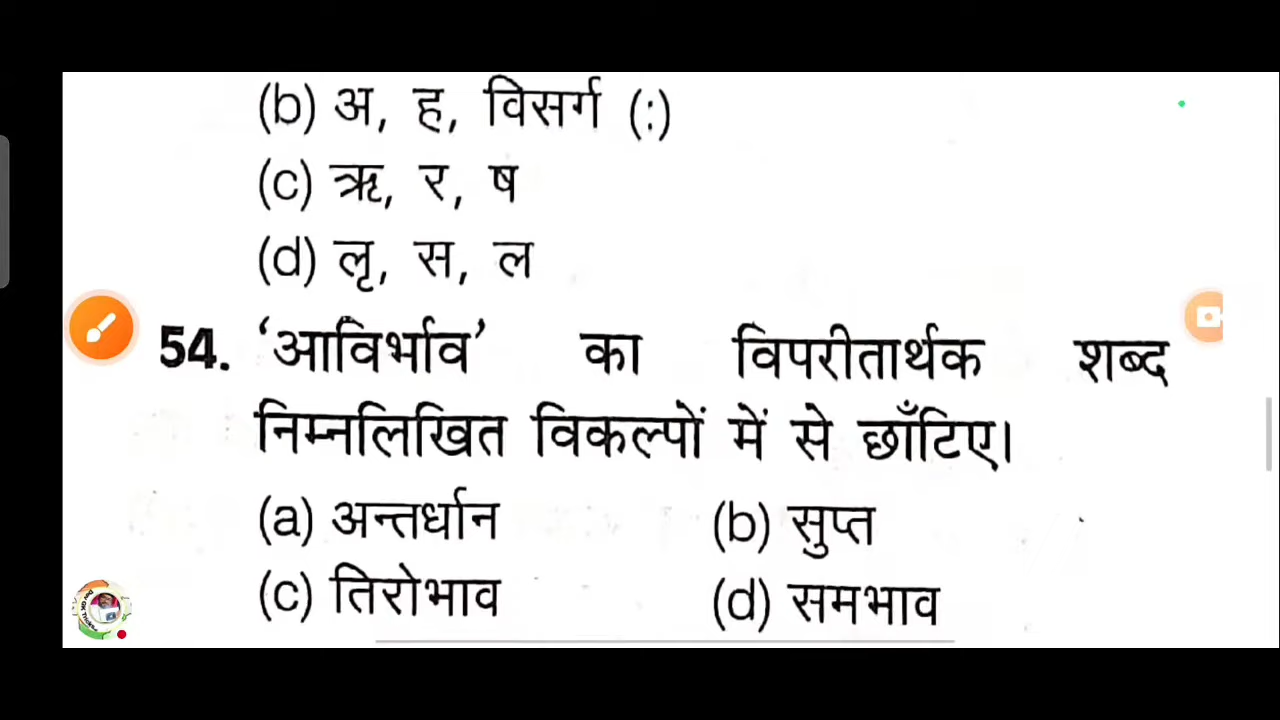 (b) अ, ह, विसर्ग (:)
(c) ऋ, र, ष
(d) लृ, स, ल
54. ‘आविर्भाव’ का विपरीतार्थक शब्द
निम्नलिखित विकल्पों में से छाँटिए।
(a) अन्तर्धान (b) सुप्त
(c) तिरोभाव (d) समभाव